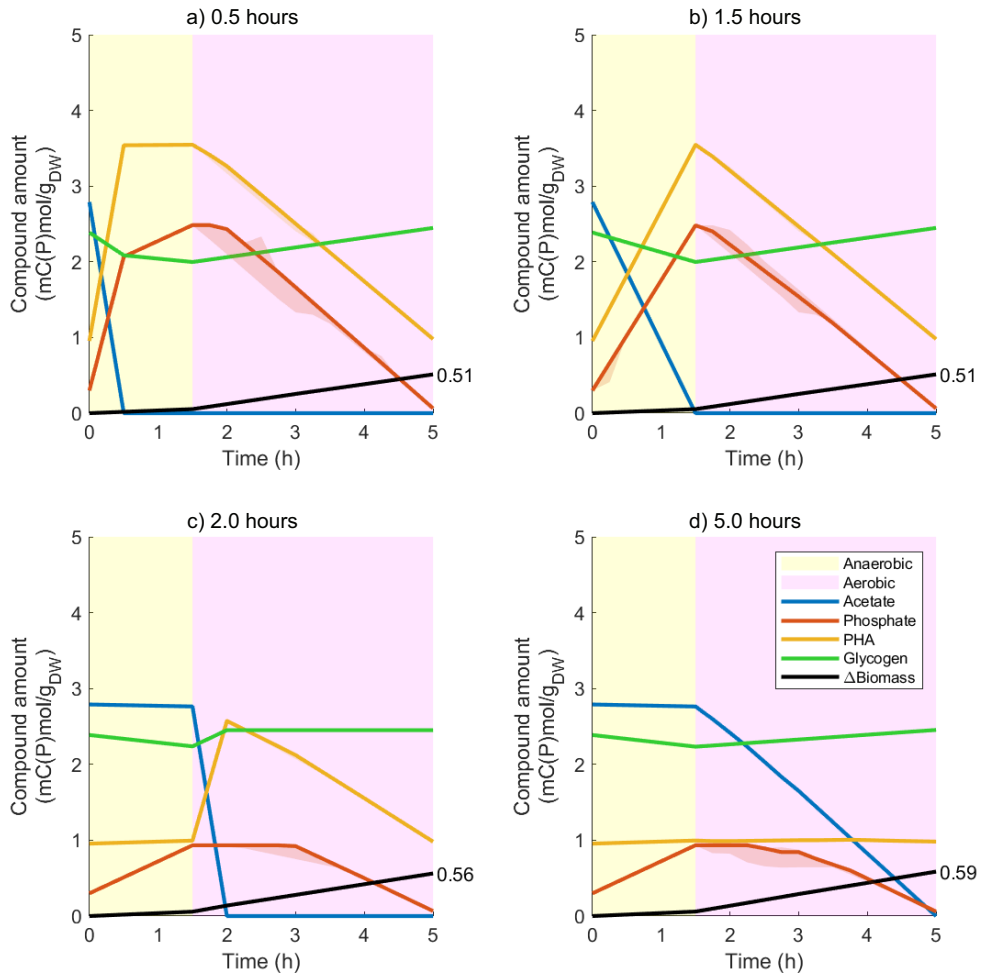 a) 0.5 hours
5
4
3
2
1
0
Compound amount
(mC(P)mol/gDW)
0.51
0 1 2 3 4 5
Time (h)
b) 1.5 hours
5
4
3
2
1
0
Compound amount
(mC(P)mol/gDW)
0.51
0 1 2 3 4 5
Time (h)
c) 2.0 hours
5
4
3
2
1
0
Compound amount
(mC(P)mol/gDW)
0.56
0 1 2 3 4 5
Time (h)
d) 5.0 hours
5
4
3
2
1
0
Compound amount
(mC(P)mol/gDW)
Anaerobic
Aerobic
Acetate
Phosphate
PHA
Glycogen
ΔBiomass
0.59
0 1 2 3 4 5
Time (h)